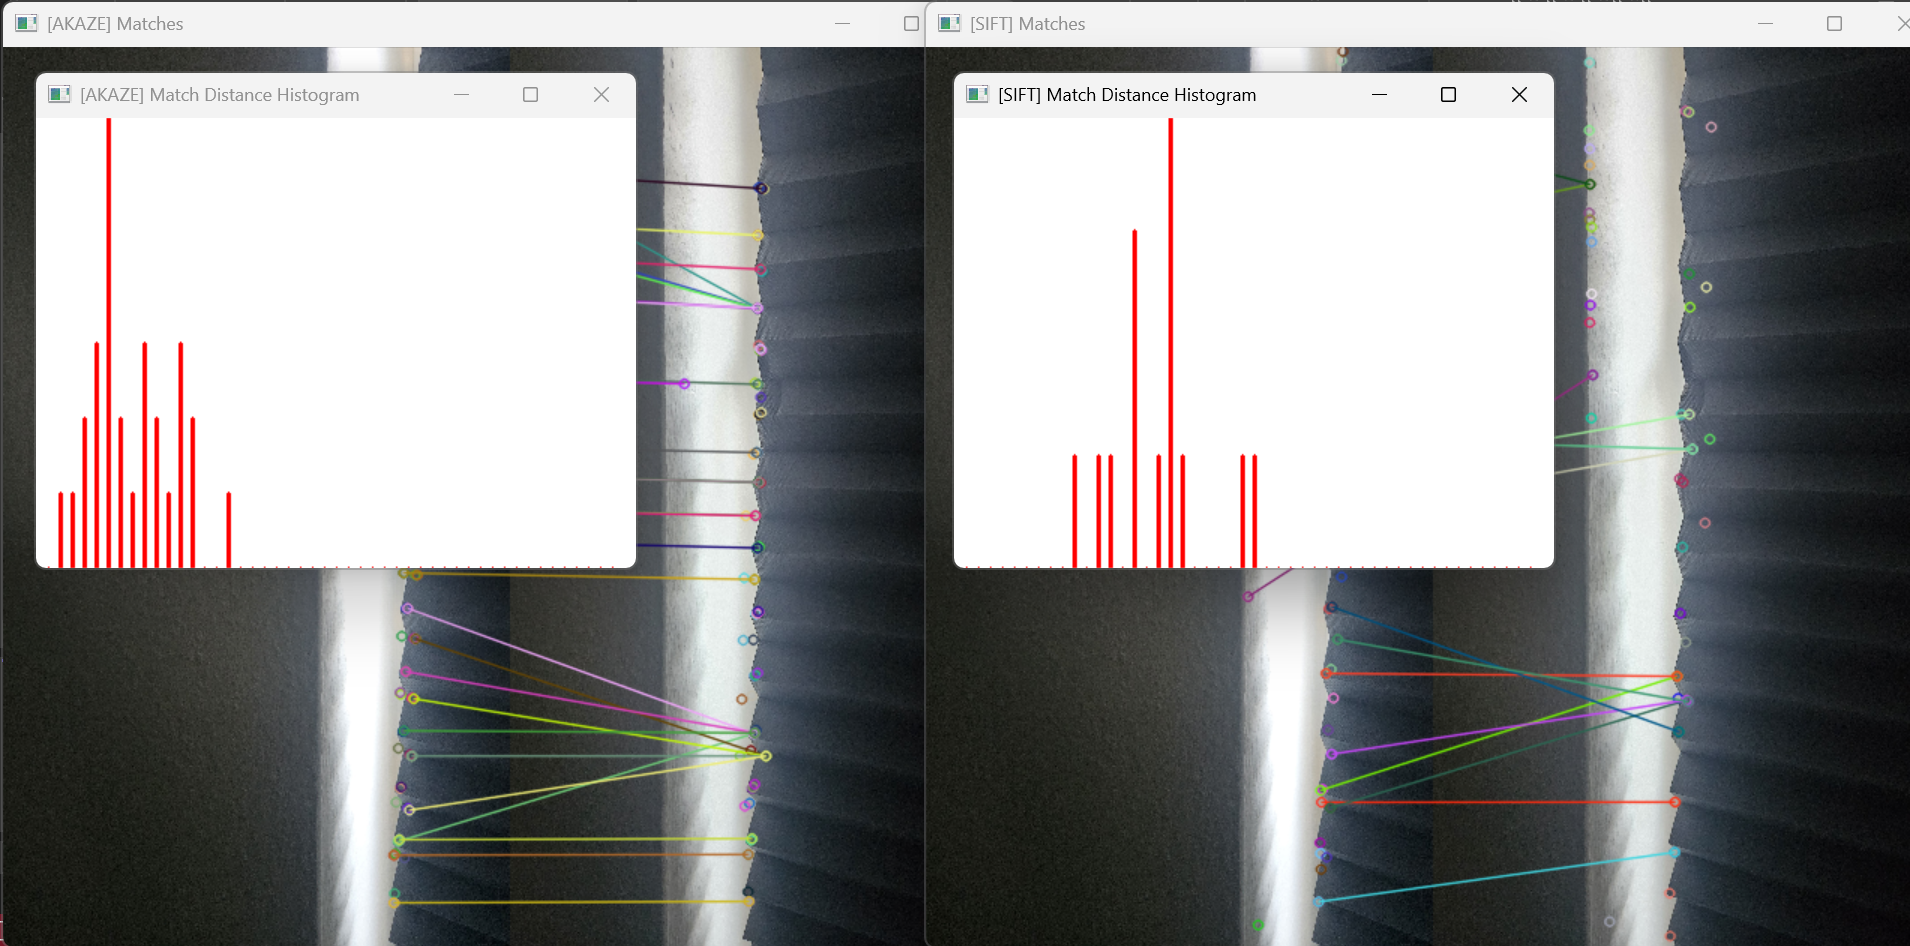 [AKAZE] Matches
[SIFT] Matches
[AKAZE] Match Distance Histogram
[SIFT] Match Distance Histogram